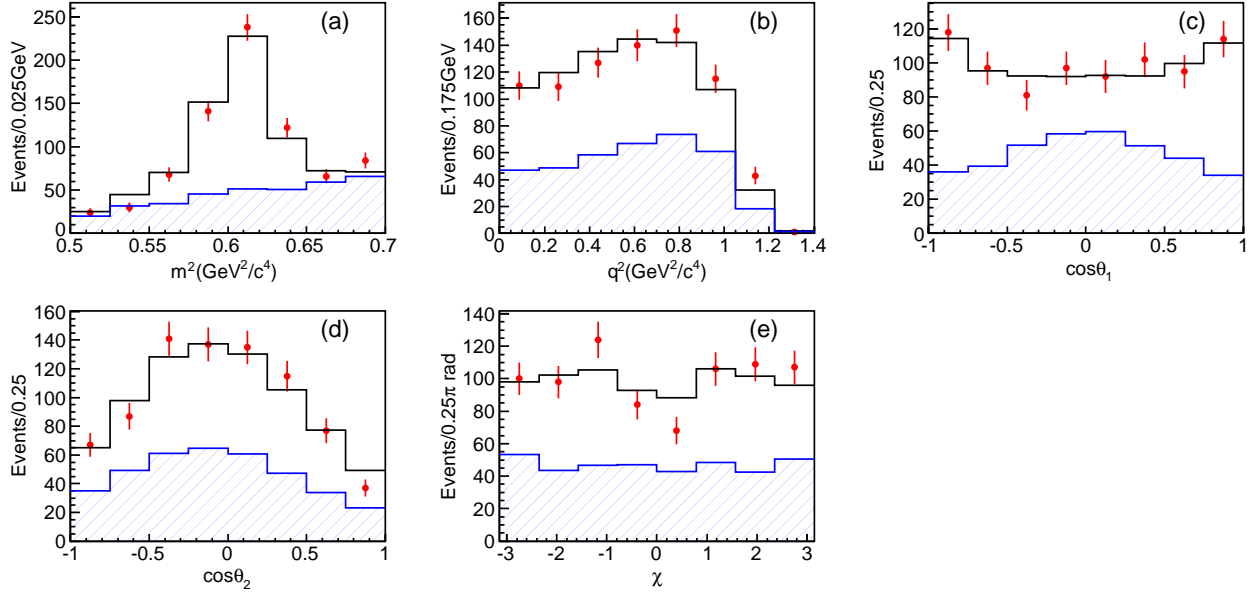 (a)
Events/0.025GeV
250
200
150
100
50
0
0.5 0.55 0.6 0.65 0.7
m²(GeV²/c⁴)
(b)
Events/0.175GeV
160
140
120
100
80
60
40
20
0
0 0.2 0.4 0.6 0.8 1 1.2 1.4
q²(GeV²/c⁴)
(c)
Events/0.25
120
100
80
60
40
20
0
-1 -0.5 0 0.5 1
cosθ₁
(d)
Events/0.25
160
140
120
100
80
60
40
20
0
-1 -0.5 0 0.5 1
cosθ₂
(e)
Events/0.25π rad
140
120
100
80
60
40
20
0
-3 -2 -1 0 1 2 3
χ